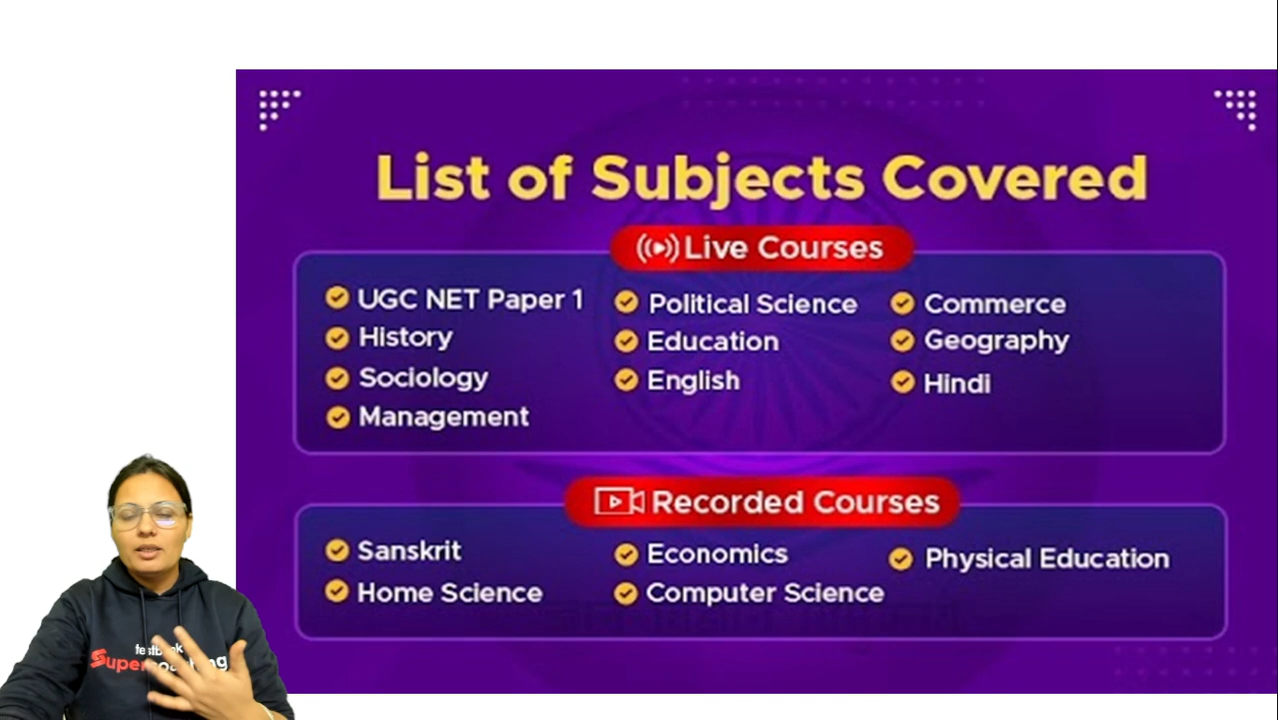 List of Subjects Covered
Live Courses
UGC NET Paper 1
History
Sociology
Management
Political Science
Education
English
Commerce
Geography
Hindi
Recorded Courses
Sanskrit
Home Science
Economics
Computer Science
Physical Education